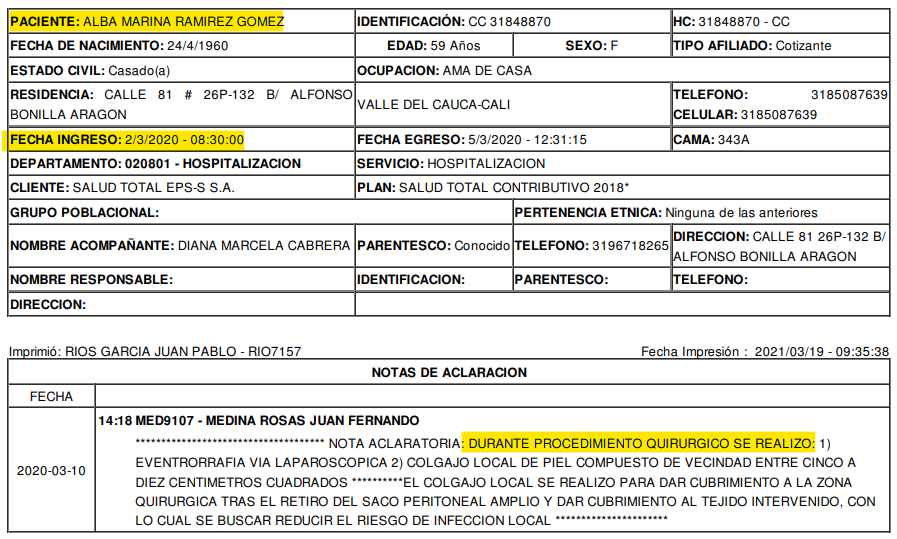 PACIENTE: ALBA MARINA RAMIREZ GOMEZ IDENTIFICACIÓN: CC 31848870 HC: 31848870 - CC
FECHA DE NACIMIENTO: 24/4/1960 EDAD: 59 Años SEXO: F TIPO AFILIADO: Cotizante
ESTADO CIVIL: Casado(a) OCUPACION: AMA DE CASA
RESIDENCIA: CALLE 81 # 26P-132 B/ ALFONSO BONILLA ARAGON VALLE DEL CAUCA-CALI TELEFONO: 3185087639
CELULAR: 3185087639
FECHA INGRESO: 2/3/2020 - 08:30:00 FECHA EGRESO: 5/3/2020 - 12:31:15 CAMA: 343A
DEPARTAMENTO: 020801 - HOSPITALIZACION SERVICIO: HOSPITALIZACION
CLIENTE: SALUD TOTAL EPS-S S.A. PLAN: SALUD TOTAL CONTRIBUTIVO 2018*
GRUPO POBLACIONAL: PERTENENCIA ETNICA: Ninguna de las anteriores
NOMBRE ACOMPAÑANTE: DIANA MARCELA CABRERA PARENTESCO: Conocido TELEFONO: 3196718265 DIRECCION: CALLE 81 26P-132 B/
ALFONSO BONILLA ARAGON
NOMBRE RESPONSABLE: IDENTIFICACION: PARENTESCO: TELEFONO:
DIRECCION:
Imprimió: RIOS GARCIA JUAN PABLO - RIO7157 Fecha Impresión : 2021/03/19 - 09:35:38
NOTAS DE ACLARACION
FECHA
14:18 MED9107 - MEDINA ROSAS JUAN FERNANDO
************************************ NOTA ACLARATORIA: DURANTE PROCEDIMIENTO QUIRURGICO SE REALIZO: 1)
EVENTRORRAFIA VIA LAPAROSCOPICA 2) COLGAJO LOCAL DE PIEL COMPUESTO DE VECINDAD ENTRE CINCO A
2020-03-10 DIEZ CENTIMETROS CUADRADOS **********EL COLGAJO LOCAL SE REALIZO PARA DAR CUBRIMIENTO A LA ZONA
QUIRURGICA TRAS EL RETIRO DEL SACO PERITONEAL AMPLIO Y DAR CUBRIMIENTO AL TEJIDO INTERVENIDO, CON
LO CUAL SE BUSCAR REDUCIR EL RIESGO DE INFECCION LOCAL **********************